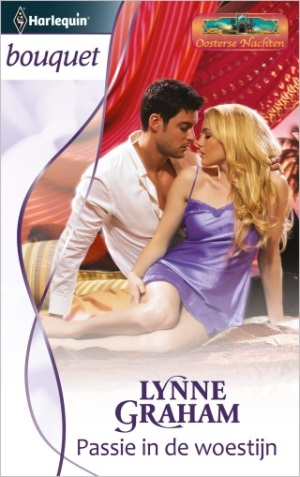 Harlequin
Oosterse Nachten
bouquet
LYNNE
GRAHAM
Passie in de woestijn